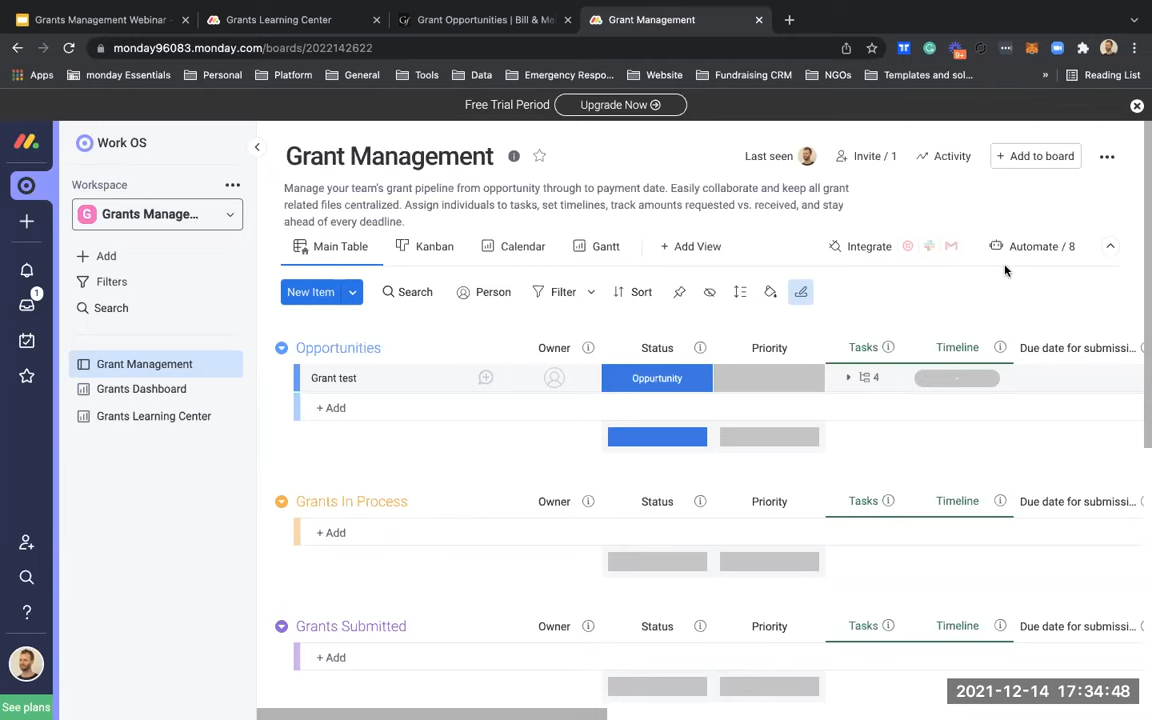 Grants Management Webinar -
Grants Learning Center
Gf Grant Opportunities | Bill & Me
Grant Management
monday96083.monday.com/boards/2022142622
9+
Apps
monday Essentials
Personal
Platform
General
Tools
Data
Emergency Respo...
Website
Fundraising CRM
NGOs
Templates and sol...
»
Reading List
Free Trial Period
Upgrade Now
Work OS
Grant Management
Last seen
Invite / 1
Activity
+ Add to board
Workspace
Manage your team's grant pipeline from opportunity through to payment date. Easily collaborate and keep all grant
related files centralized. Assign individuals to tasks, set timelines, track amounts requested vs. received, and stay
ahead of every deadline.
G Grants Manage...
Main Table
Kanban
Calendar
Gantt
+ Add View
Integrate
Automate / 8
Add
Filters
Search
1
New Item
Search
Person
Filter
Sort
Opportunities
Owner
Status
Priority
Tasks
Timeline
Due date for submissi...
Grant Management
Grants Dashboard
Grants Learning Center
Grant test
Oppurtunity
4
-
+ Add
Grants In Process
Owner
Status
Priority
Tasks
Timeline
Due date for submissi...
+ Add
Grants Submitted
Owner
Status
Priority
Tasks
Timeline
Due date for submissi...
+ Add
See plans
2021-12-14 17:34:48